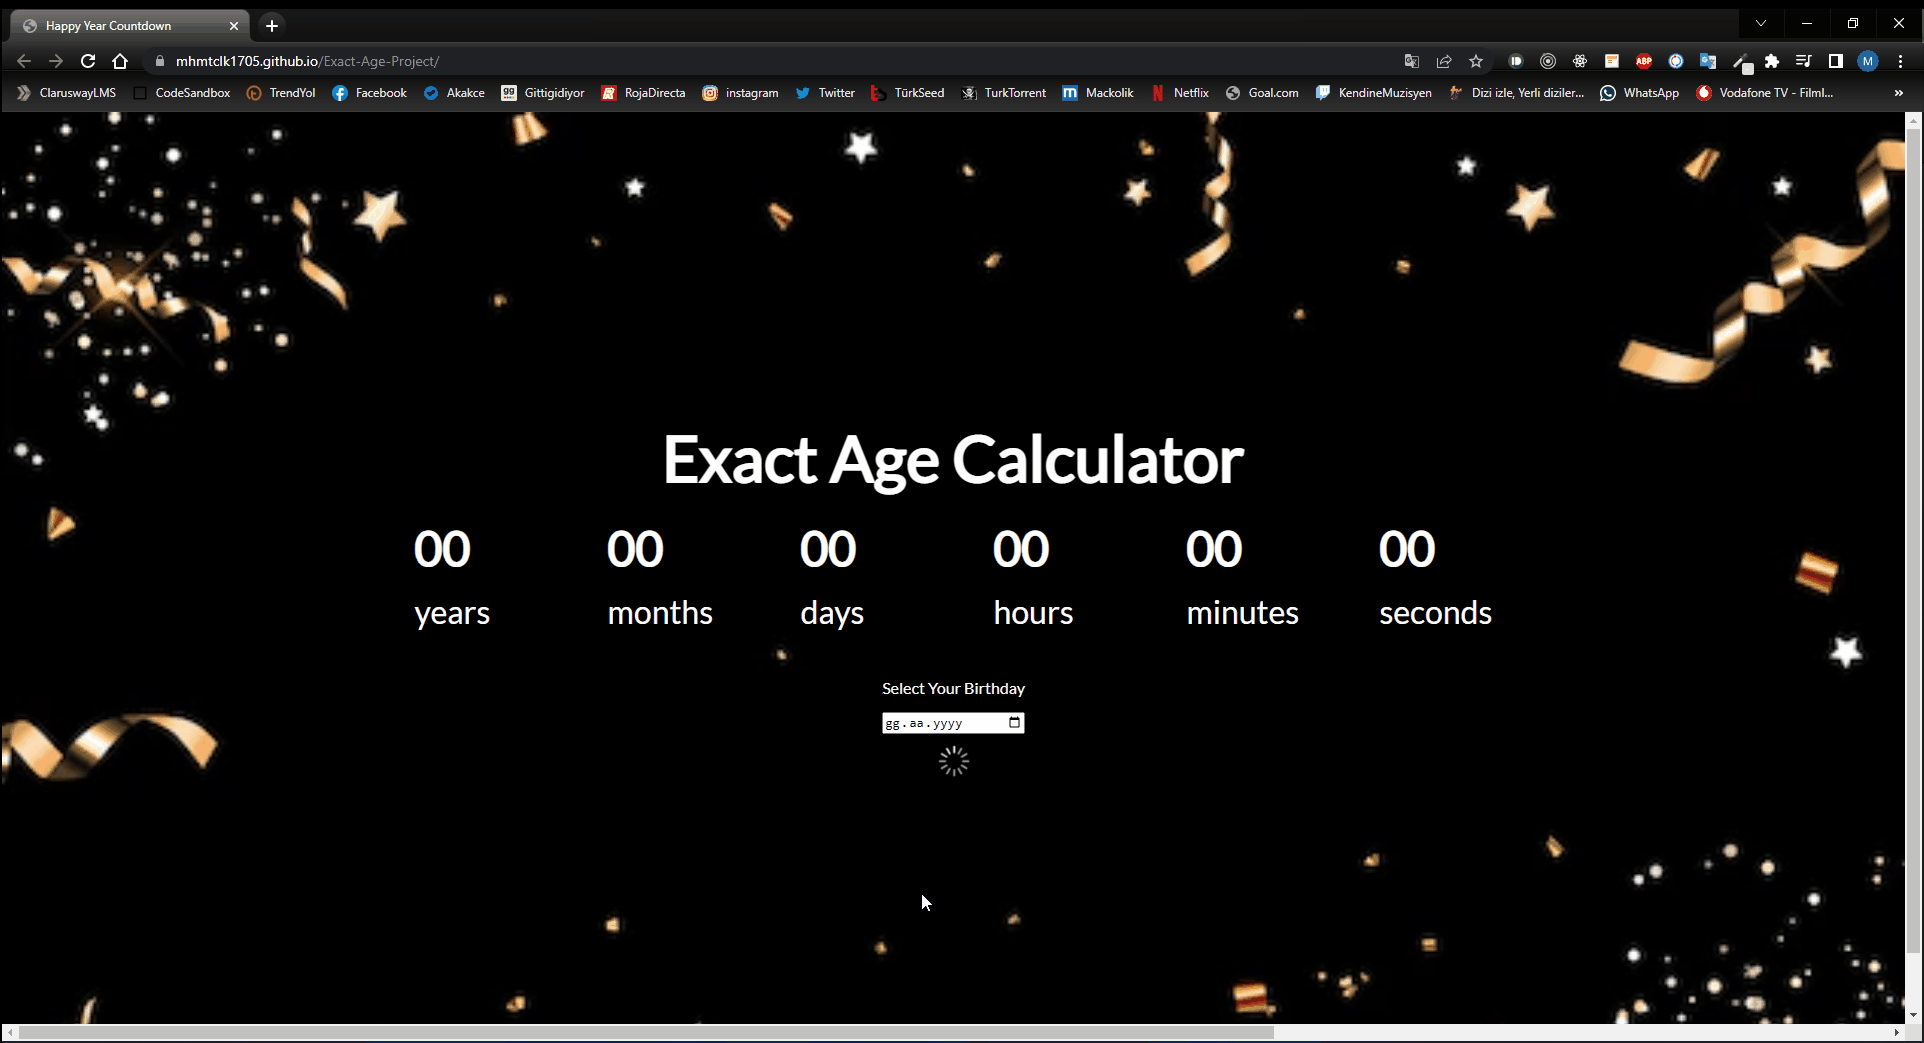 Happy Year Countdown
mhmtclk1705.github.io/Exact-Age-Project/
ABP
M
ClaruswayLMS CodeSandbox TrendYol Facebook Akakce gg Gittigidiyor RojaDirecta instagram Twitter TürkSeed TurkTorrent Mackolik Netflix Goal.com KendineMuzisyen Dizi izle, Yerli diziler... WhatsApp Vodafone TV - Filml... »
Exact Age Calculator
00 00 00 00 00 00
years months days hours minutes seconds
Select Your Birthday
gg.aa.yyyy